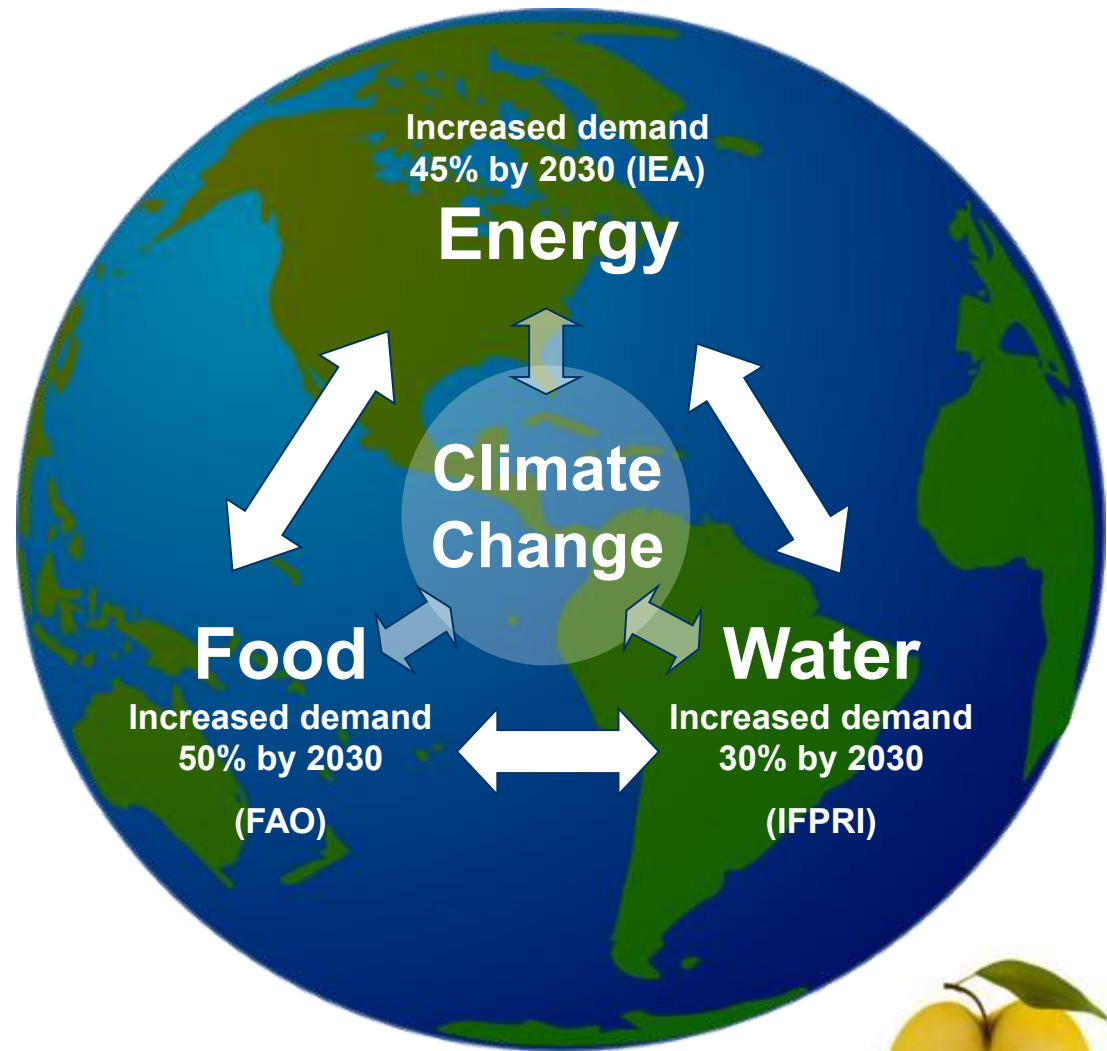 Increased demand
45% by 2030 (IEA)
Energy
Climate
Change
Food
Increased demand
50% by 2030
(FAO)
Water
Increased demand
30% by 2030
(IFPRI)